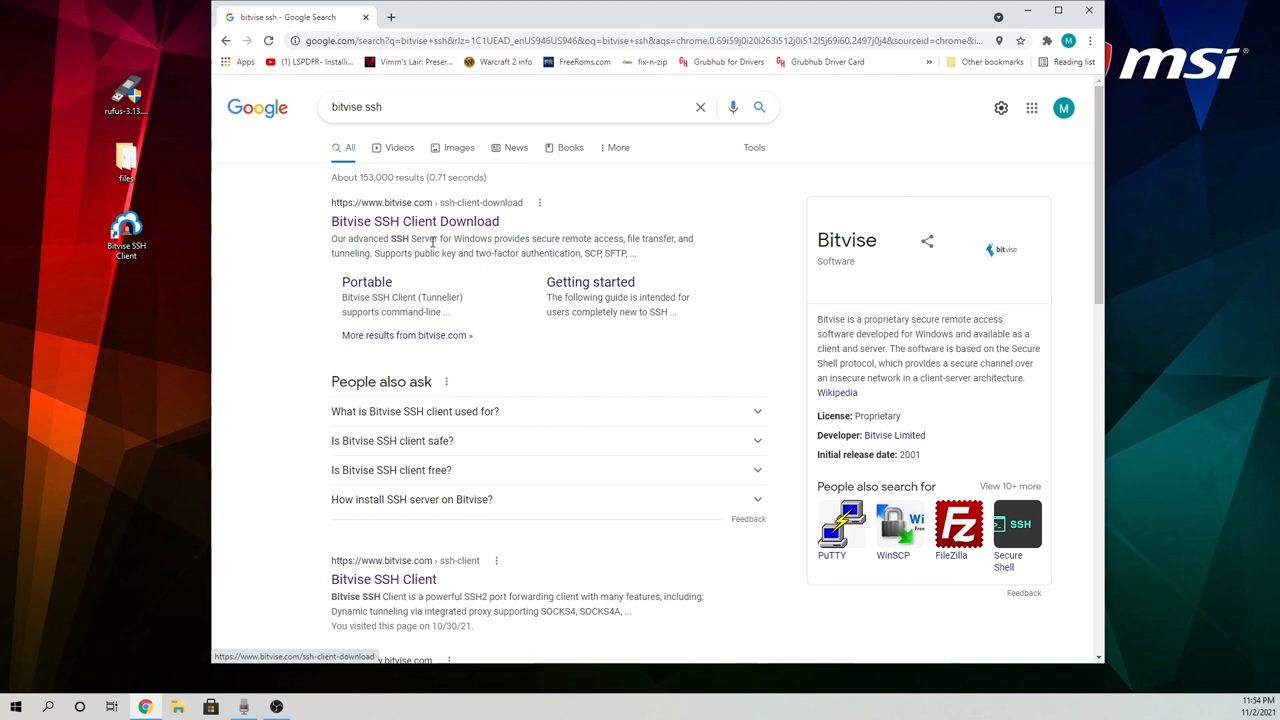 bitvise ssh - Google Search
google.com/search?q=bitvise+ssh&rlz=1C1UEAD_enUS946US946&oq=bitvise+ssh&aqs=chrome.0.69i59j0i20i263i512j0i512l5j69i60.2497j0j4&sourceid=chrome&i...
Apps
(1) LSPDFR- Installi...
Vimm's Lair: Preser...
Warcraft 2 info
FreeRoms.com
fix-n-zip
Grubhub for Drivers
Grubhub Driver Card
»
Other bookmarks
Reading list
M
msi
rufus-3.13....
files
Bitvise SSH
Client
Google
bitvise ssh
M
All
Videos
Images
News
Books
More
Tools
About 153,000 results (0.71 seconds)
https://www.bitvise.com › ssh-client-download
Bitvise SSH Client Download
Our advanced SSH Server for Windows provides secure remote access, file transfer, and
tunneling. Supports public key and two-factor authentication, SCP, SFTP, ...
Portable
Bitvise SSH Client (Tunnelier)
supports command-line ...
Getting started
The following guide is intended for
users completely new to SSH ...
More results from bitvise.com »
People also ask
What is Bitvise SSH client used for?
Is Bitvise SSH client safe?
Is Bitvise SSH client free?
How install SSH server on Bitvise?
Feedback
https://www.bitvise.com › ssh-client
Bitvise SSH Client
Bitvise SSH Client is a powerful SSH2 port forwarding client with many features, including:
Dynamic tunneling via integrated proxy supporting SOCKS4, SOCKS4A, ...
You visited this page on 10/30/21.
https://www.bitvise.com/ssh-client-download
Bitvise
Software
bitvise
Bitvise is a proprietary secure remote access
software developed for Windows and available as a
client and server. The software is based on the Secure
Shell protocol, which provides a secure channel over
an insecure network in a client-server architecture.
Wikipedia
License: Proprietary
Developer: Bitvise Limited
Initial release date: 2001
People also search for
View 10+ more
PuTTY
WinSCP
FileZilla
SSH
Secure
Shell
Feedback
11:54 PM
11/2/2021